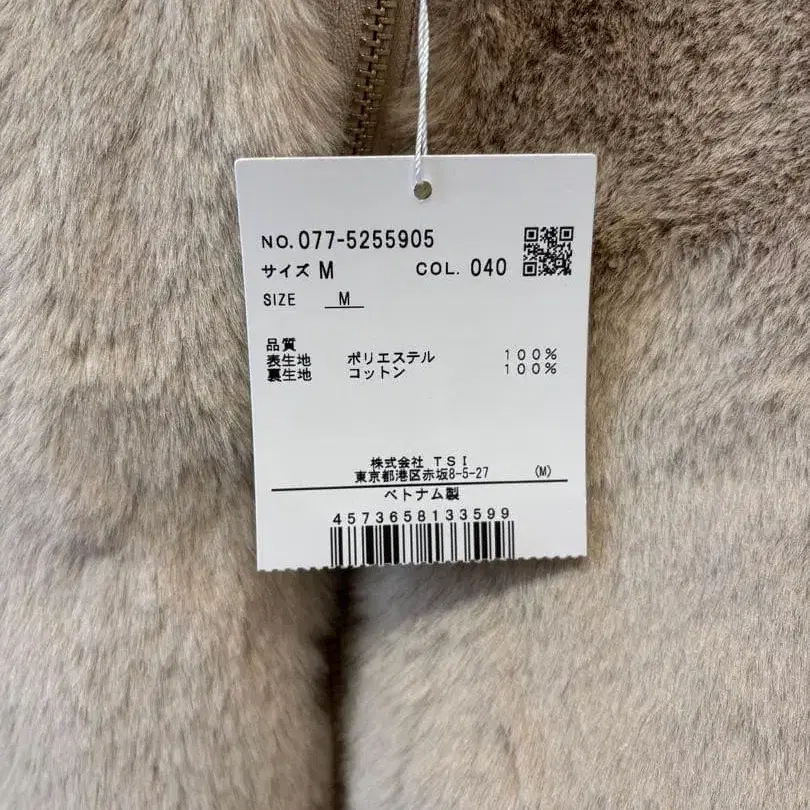 NO. 077-5255905
サイズ M COL. 040
SIZE M
品質
表生地 ポリエステル 100%
裏生地 コットン 100%
株式会社 TSI
東京都港区赤坂8-5-27 (M)
ベトナム製
4573658133599